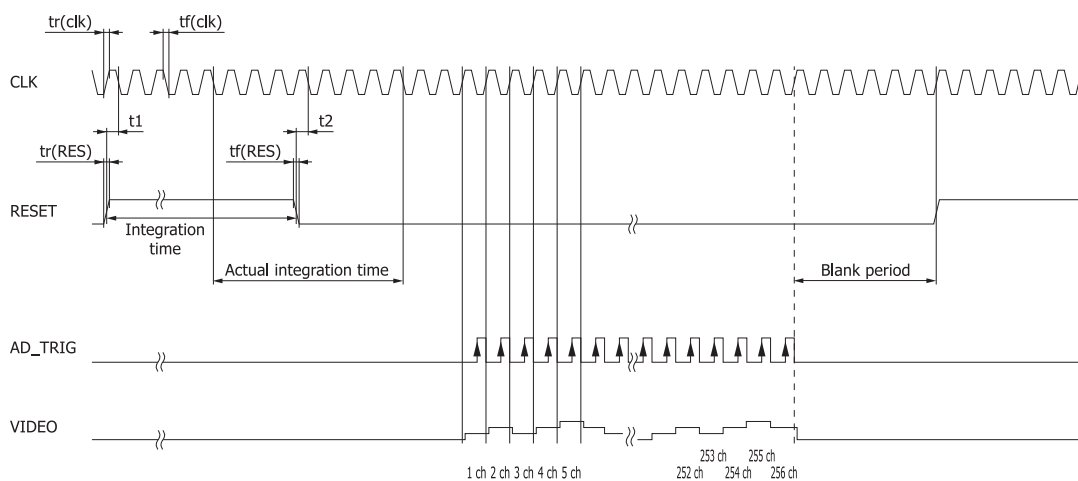 tr(clk) tf(clk)
CLK
t1 t2
tr(RES) tf(RES)
RESET
Integration
time
Actual integration time
Blank period
AD_TRIG
VIDEO
253 ch 255 ch
1 ch 2 ch 3 ch 4 ch 5 ch 252 ch 254 ch 256 ch